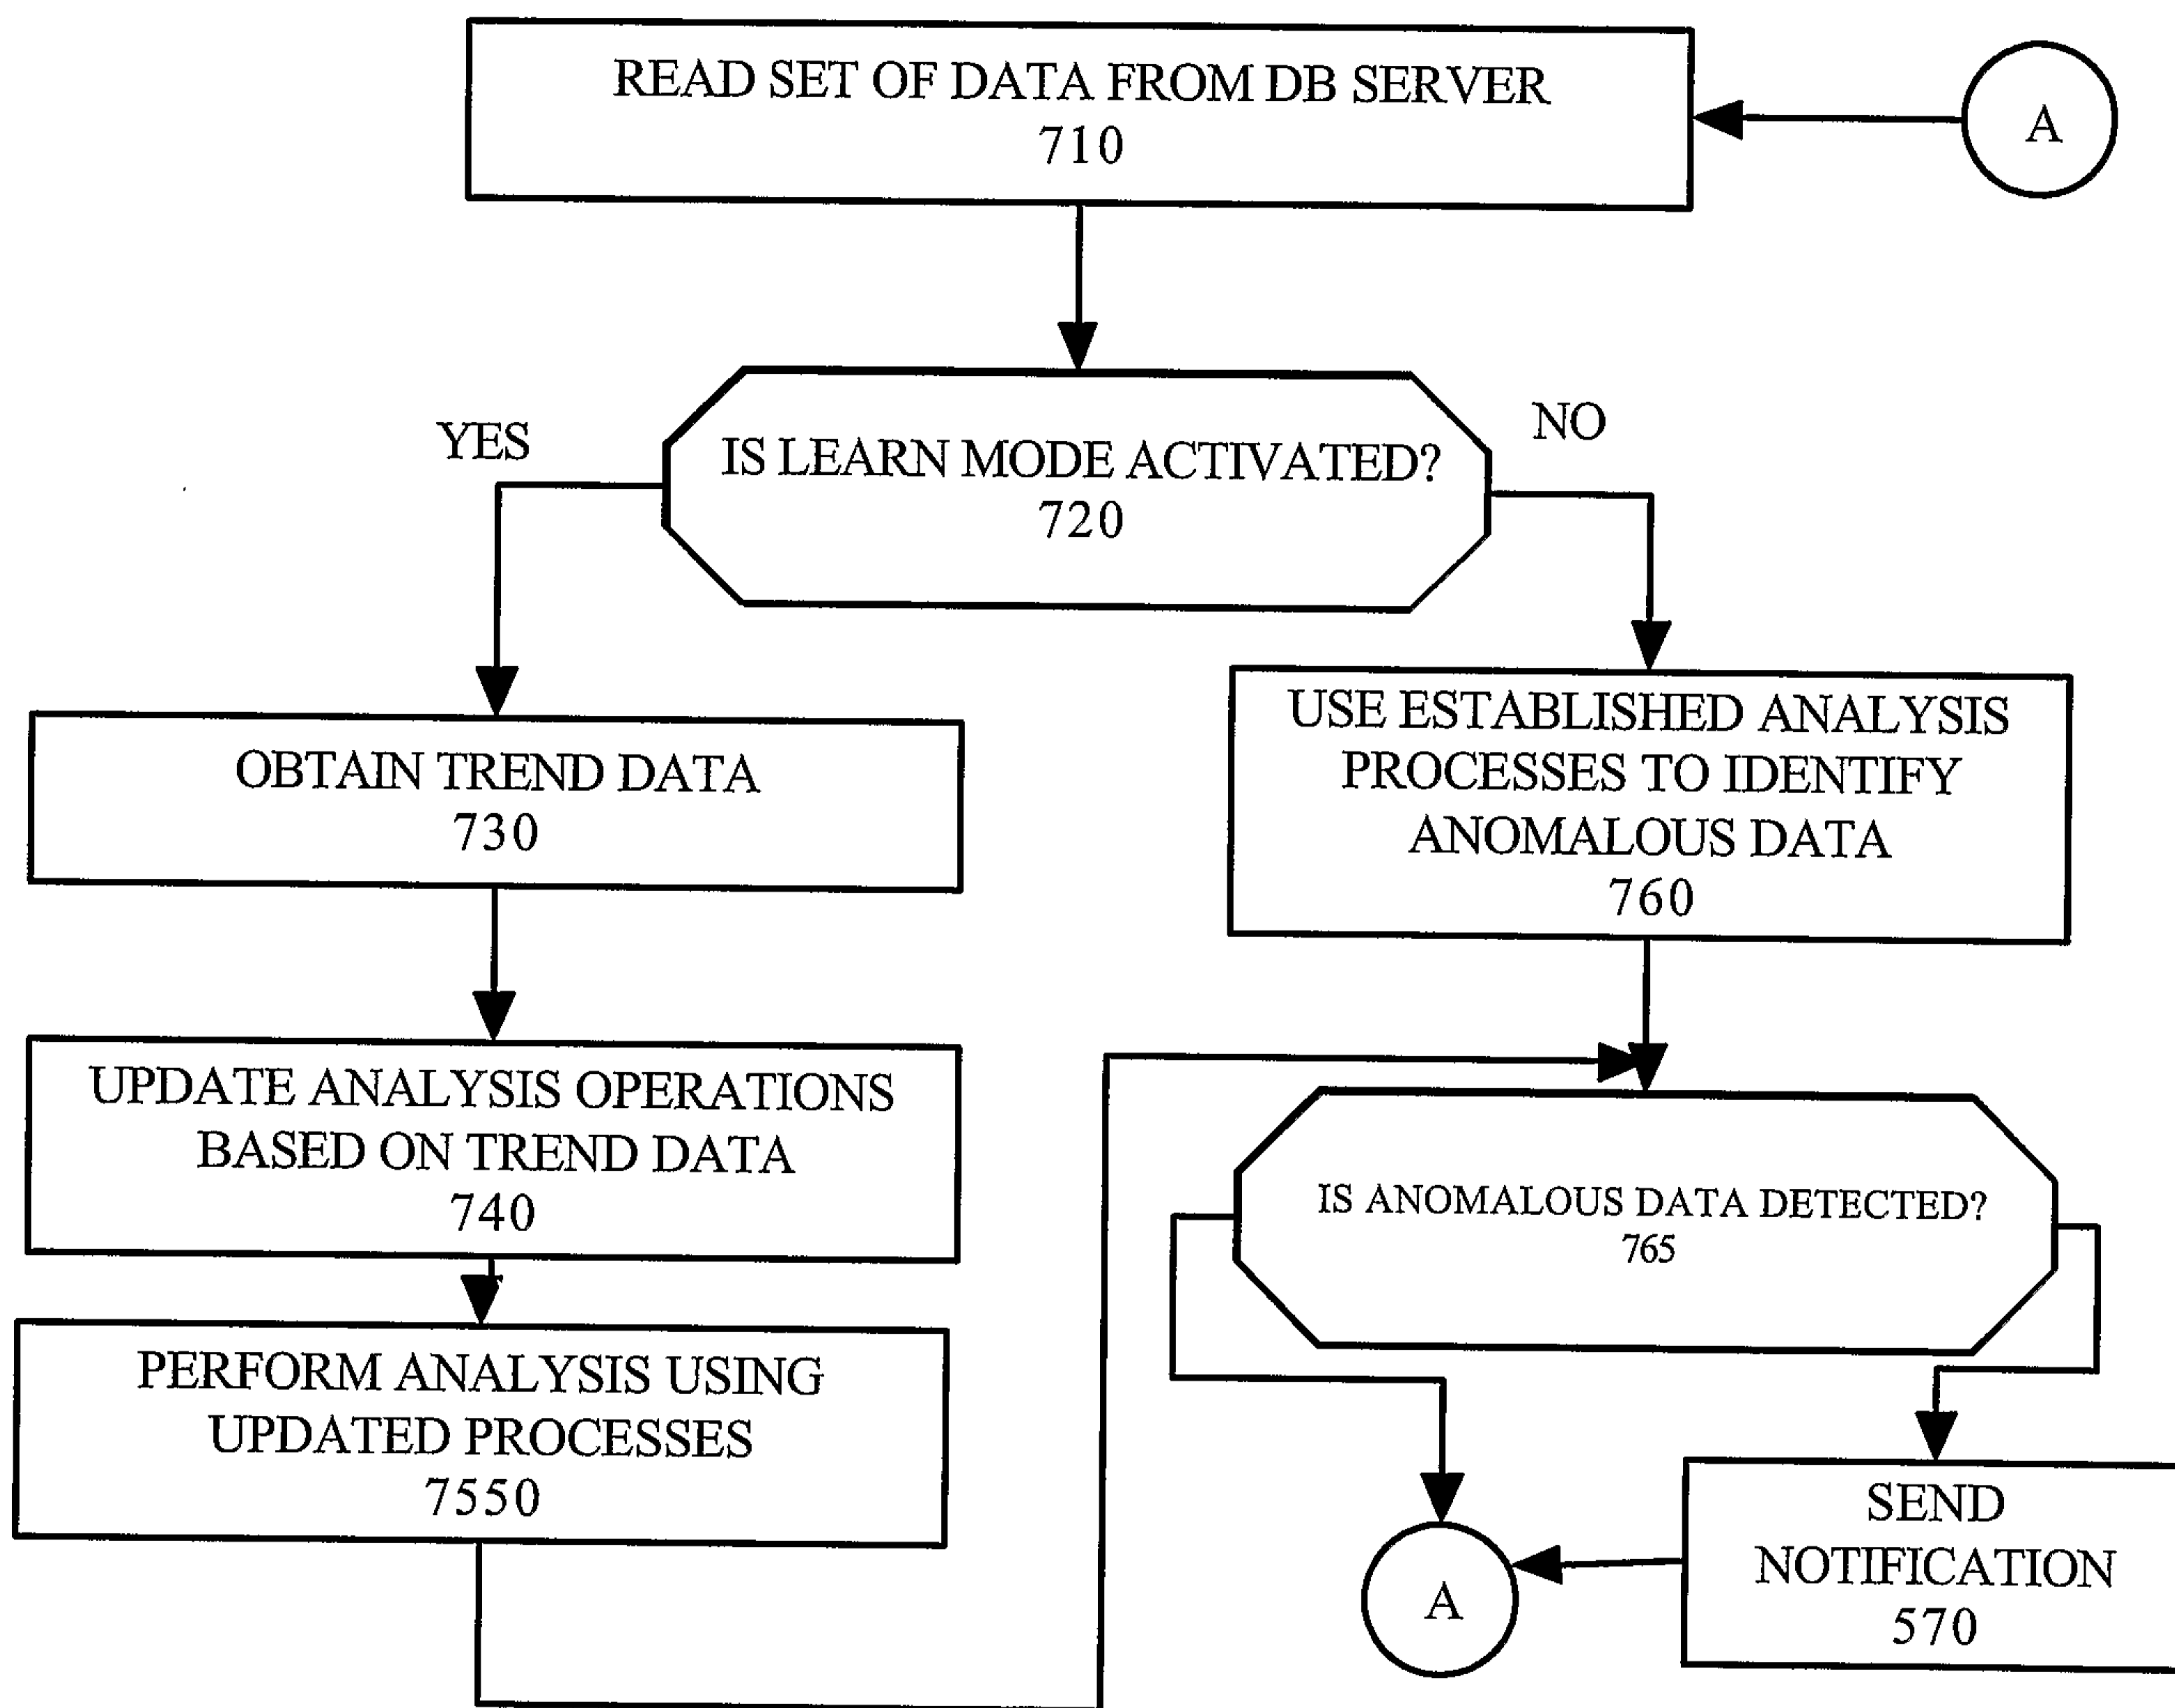 READ SET OF DATA FROM DB SERVER
710
A
IS LEARN MODE ACTIVATED?
720
YES
NO
OBTAIN TREND DATA
730
USE ESTABLISHED ANALYSIS
PROCESSES TO IDENTIFY
ANOMALOUS DATA
760
UPDATE ANALYSIS OPERATIONS
BASED ON TREND DATA
740
IS ANOMALOUS DATA DETECTED?
765
PERFORM ANALYSIS USING
UPDATED PROCESSES
7550
SEND
NOTIFICATION
570
A